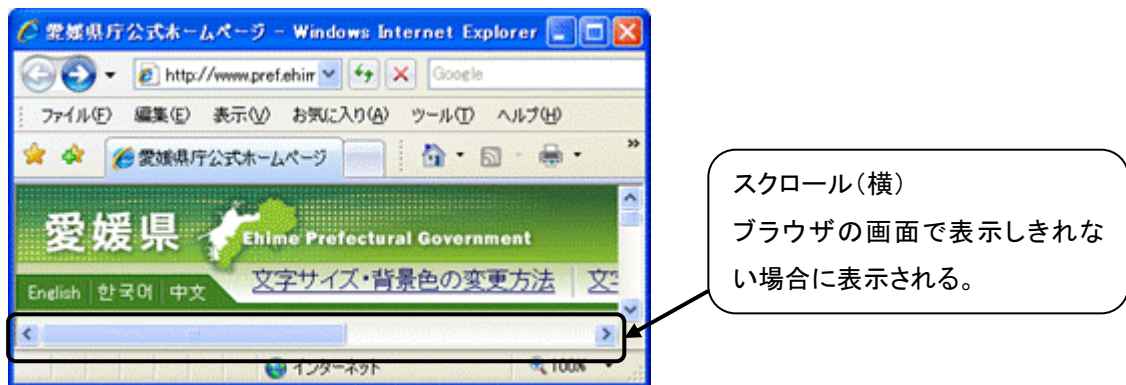 愛媛県庁公式ホームページ - Windows Internet Explorer
http://www.pref.ehim
Google
ファイル(F) 編集(E) 表示(V) お気に入り(A) ツール(T) ヘルプ(H)
愛媛県庁公式ホームページ
»
愛媛県
Ehime Prefectural Government
文字サイズ・背景色の変更方法
English 한국어 中文
インターネット 100%
スクロール（横）
ブラウザの画面で表示しきれな
い場合に表示される。